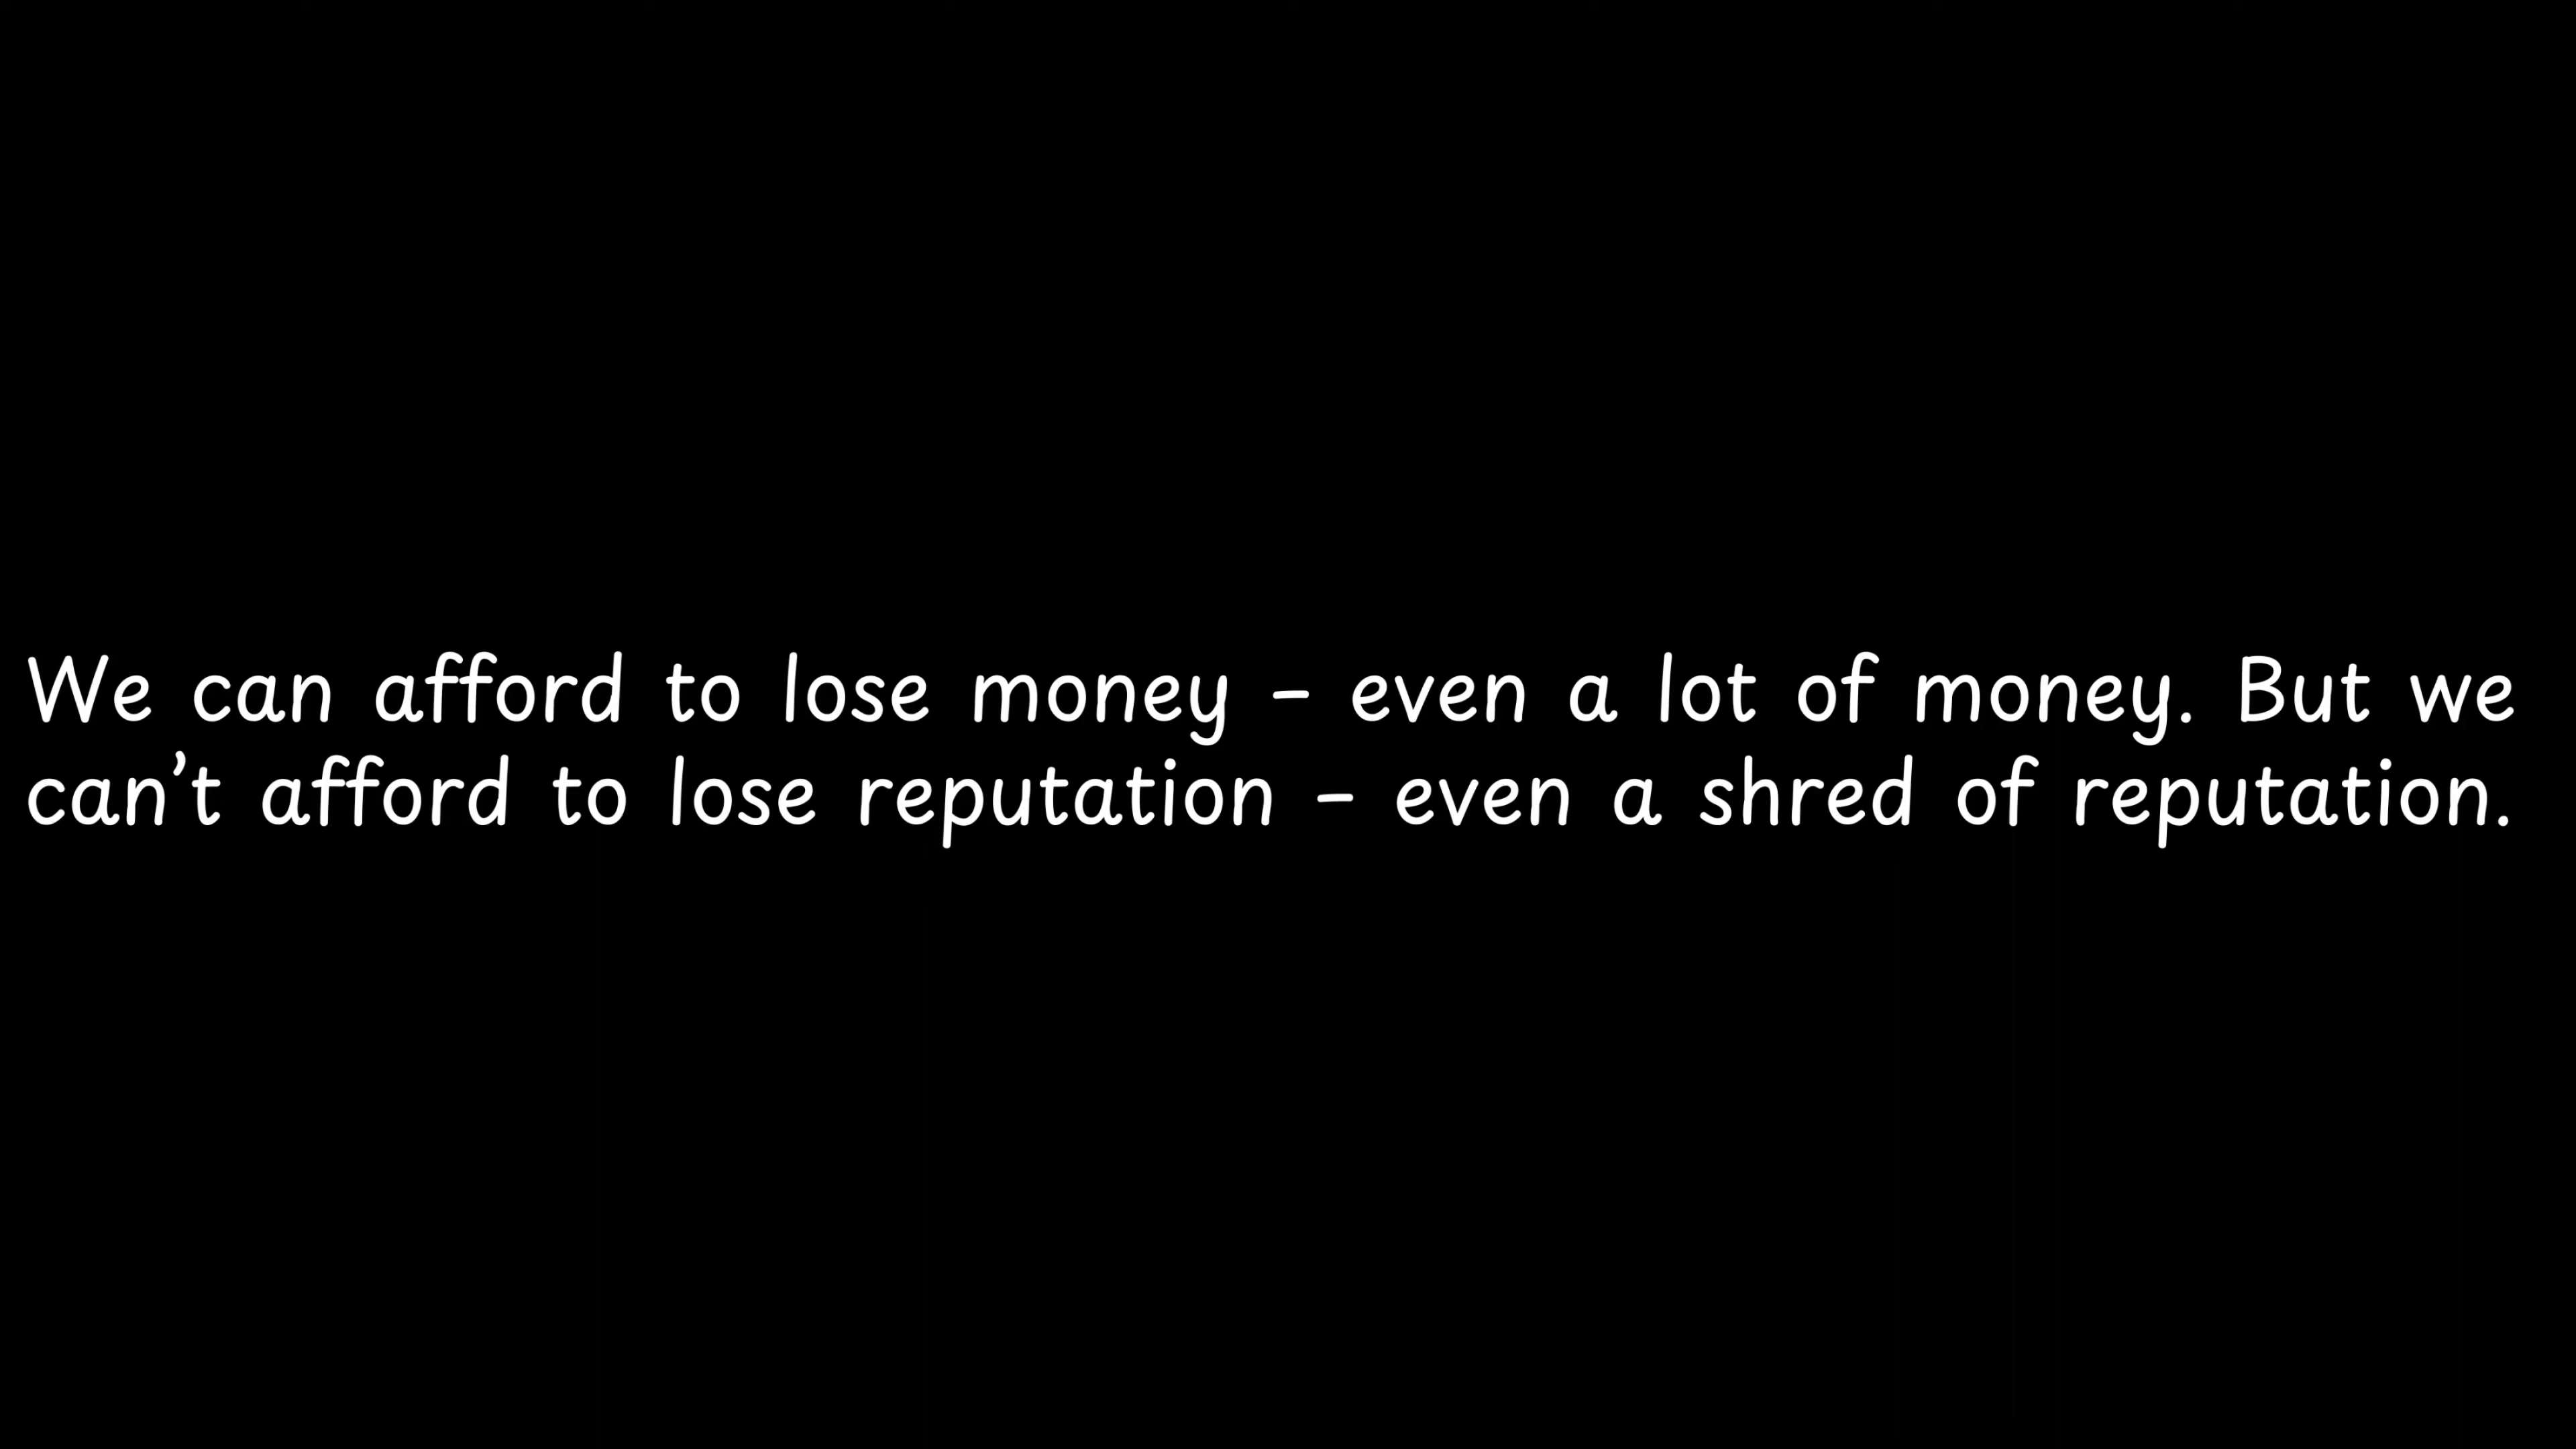 We can afford to lose money - even a lot of money. But we
can’t afford to lose reputation - even a shred of reputation.